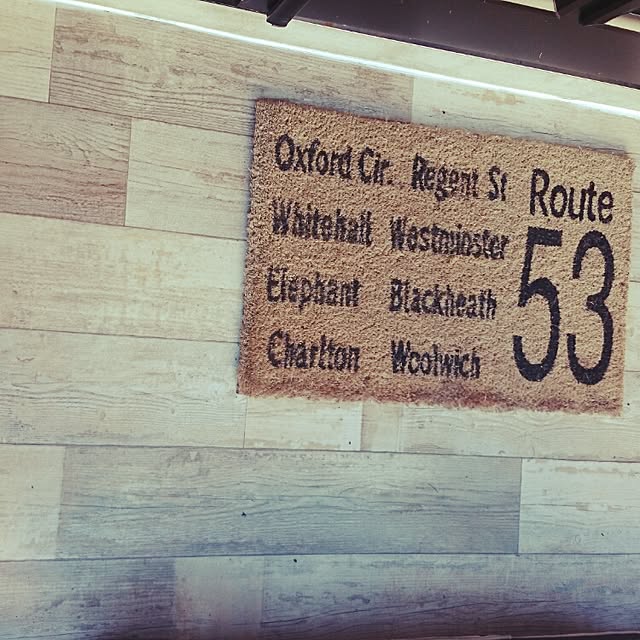 Oxford Cir. Regent St
Whitehall Westminster
Elephant Blackheath
Charlton Woolwich
Route
53